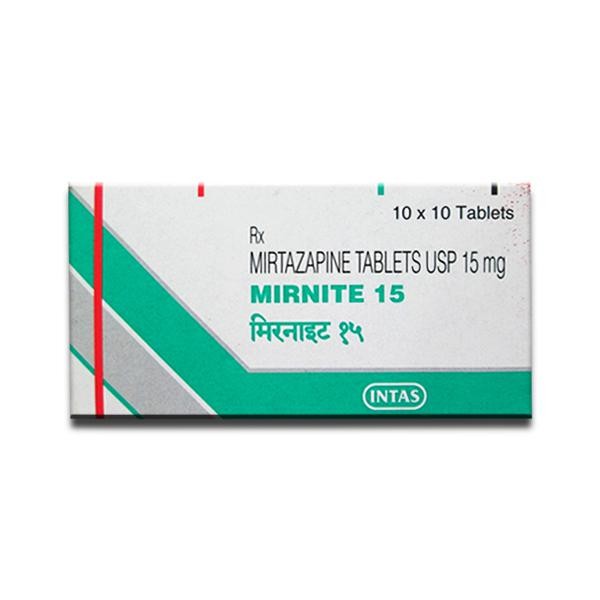 10 x 10 Tablets
Rx
MIRTAZAPINE TABLETS USP 15 mg
MIRNITE 15
मिरनाइट १५
INTAS